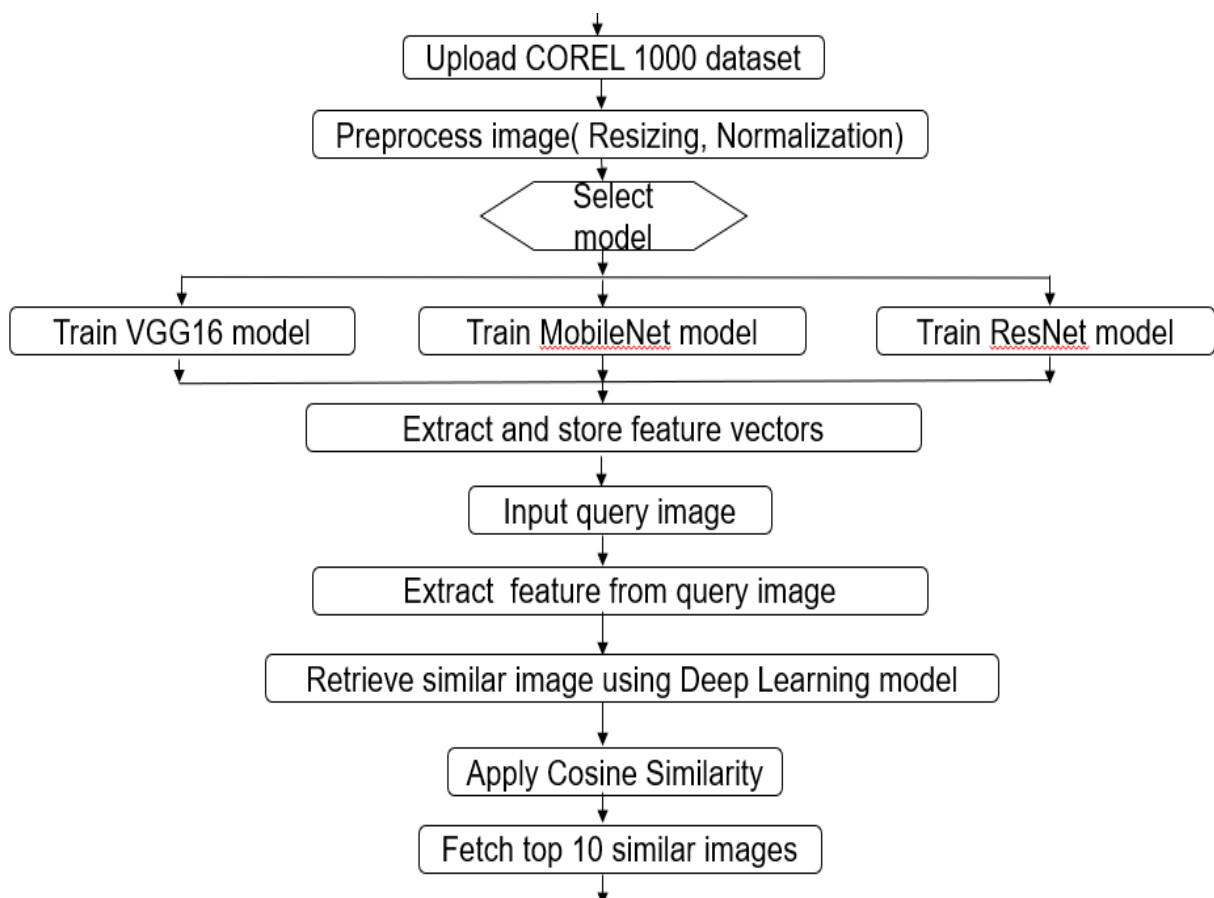 Upload COREL 1000 dataset
Preprocess image( Resizing, Normalization)
Select
model
Train VGG16 model
Train MobileNet model
Train ResNet model
Extract and store feature vectors
Input query image
Extract  feature from query image
Retrieve similar image using Deep Learning model
Apply Cosine Similarity
Fetch top 10 similar images